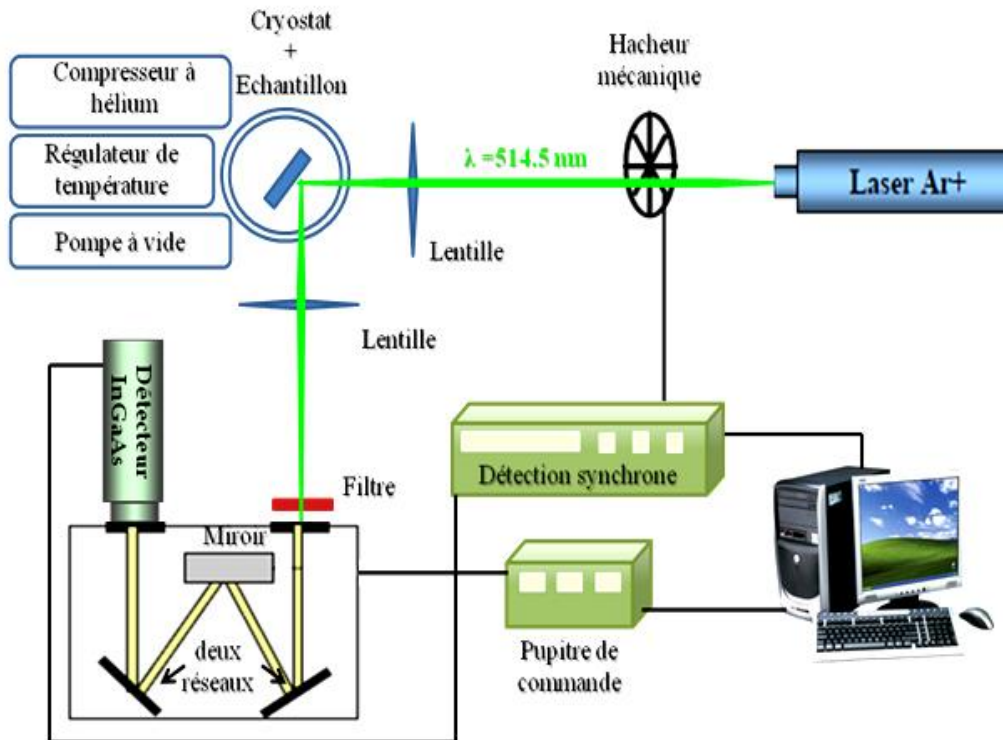 Cryostat
+
Echantillon
Hacheur
mécanique
Compresseur à
hélium
Régulateur de
température
Pompe à vide
λ =514.5 nm
Laser Ar+
Lentille
Lentille
Détecteur
InGaAs
Filtre
Détection synchrone
Miroir
deux
réseaux
Pupitre de
commande